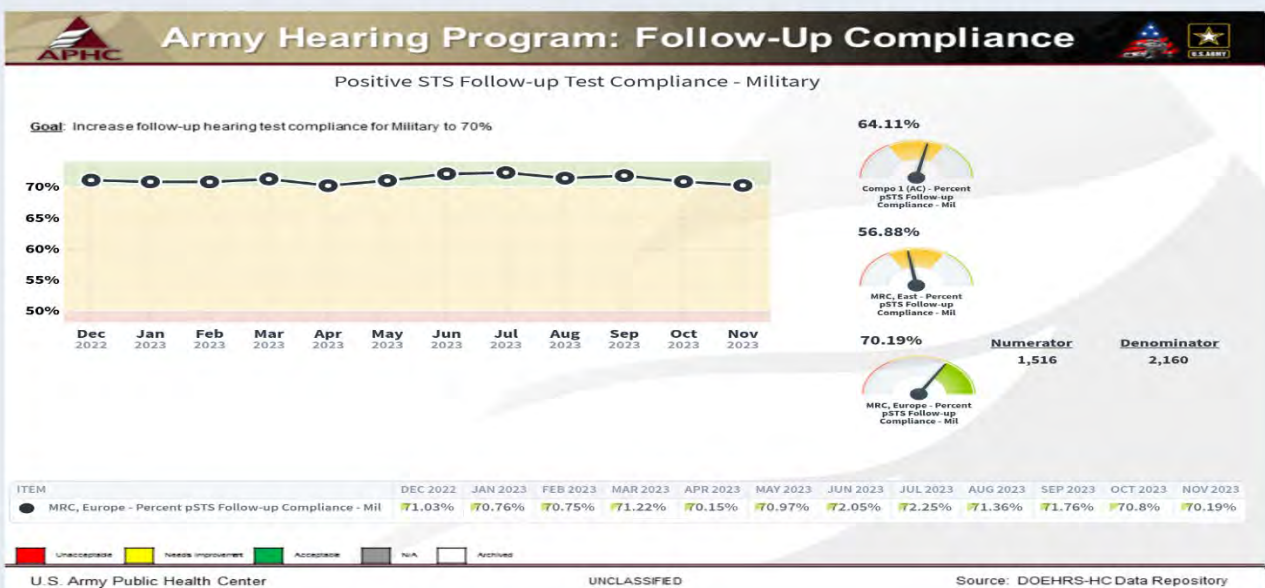 APHC
Army Hearing Program: Follow-Up Compliance
U.S.ARMY
Positive STS Follow-up Test Compliance - Military
Goal: Increase follow-up hearing test compliance for Military to 70%
70%
65%
60%
55%
50%
Dec Jan Feb Mar Apr May Jun Jul Aug Sep Oct Nov
2022 2023 2023 2023 2023 2023 2023 2023 2023 2023 2023 2023
64.11%
Compo 1 (AC) - Percent
pSTS Follow-up
Compliance - Mil
56.88%
MRC, East - Percent
pSTS Follow-up
Compliance - Mil
70.19%
MRC, Europe - Percent
pSTS Follow-up
Compliance - Mil
Numerator Denominator
1,516 2,160
ITEM DEC 2022 JAN 2023 FEB 2023 MAR 2023 APR 2023 MAY 2023 JUN 2023 JUL 2023 AUG 2023 SEP 2023 OCT 2023 NOV 2023
MRC, Europe - Percent pSTS Follow-up Compliance - Mil 71.03% 70.76% 70.75% 71.22% 70.15% 70.97% 72.05% 72.25% 71.36% 71.76% 70.8% 70.19%
Unacceptable Needs Improvement Acceptable N/A Archived
U.S. Army Public Health Center UNCLASSIFIED Source: DOEHRS-HC Data Repository